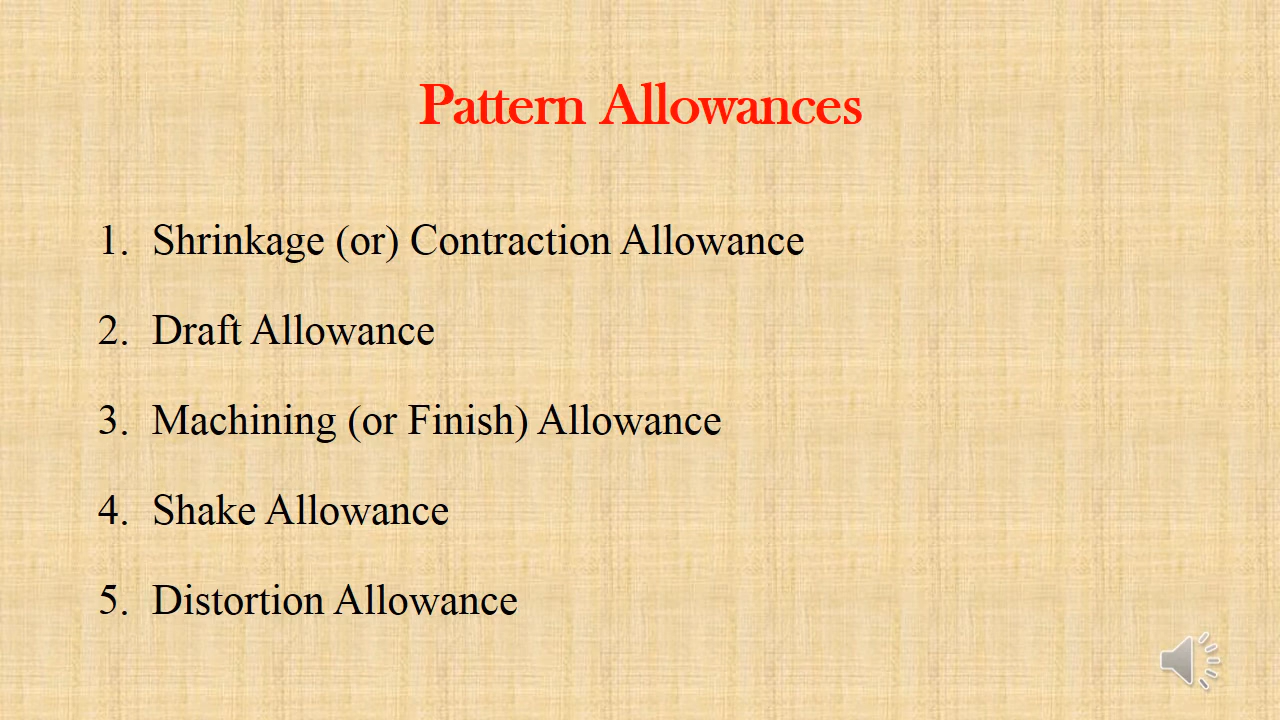 Pattern Allowances
1. Shrinkage (or) Contraction Allowance
2. Draft Allowance
3. Machining (or Finish) Allowance
4. Shake Allowance
5. Distortion Allowance